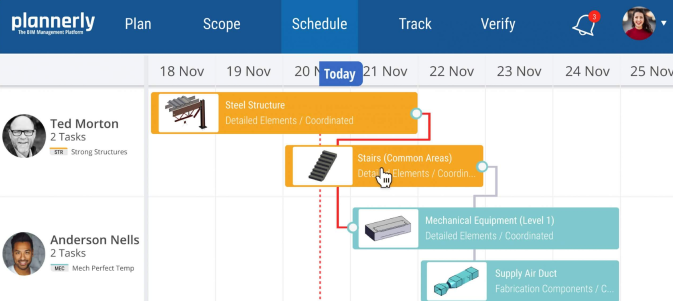 plannerly
The BIM Management Platform
Plan
Scope
Schedule
Track
Verify
3
18 Nov
19 Nov
20 N
Today
21 Nov
22 Nov
23 Nov
24 Nov
25 Nov
Ted Morton
2 Tasks
STR Strong Structures
Steel Structure
Detailed Elements / Coordinated
Stairs (Common Areas)
Detailed Elements / Coordin...
Anderson Nells
2 Tasks
MEC Mech Perfect Temp
Mechanical Equipment (Level 1)
Detailed Elements / Coordinated
Supply Air Duct
Fabrication Components / C...